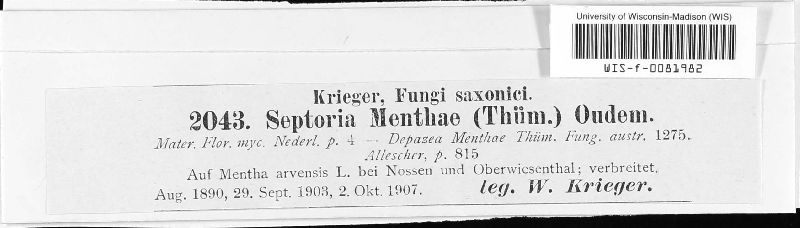 University of Wisconsin-Madison (WIS)
WIS-f-0081982
Krieger, Fungi saxonici.
2043. Septoria Menthae (Thüm.) Oudem.
Mater. Flor. myc. Nederl. p. 4 — Depazea Menthae Thüm. Fung. austr. 1275.
Allescher, p. 815
Auf Mentha arvensis L. bei Nossen und Oberwiesenthal; verbreitet.
Aug. 1890, 29. Sept. 1903, 2. Okt. 1907. leg. W. Krieger.